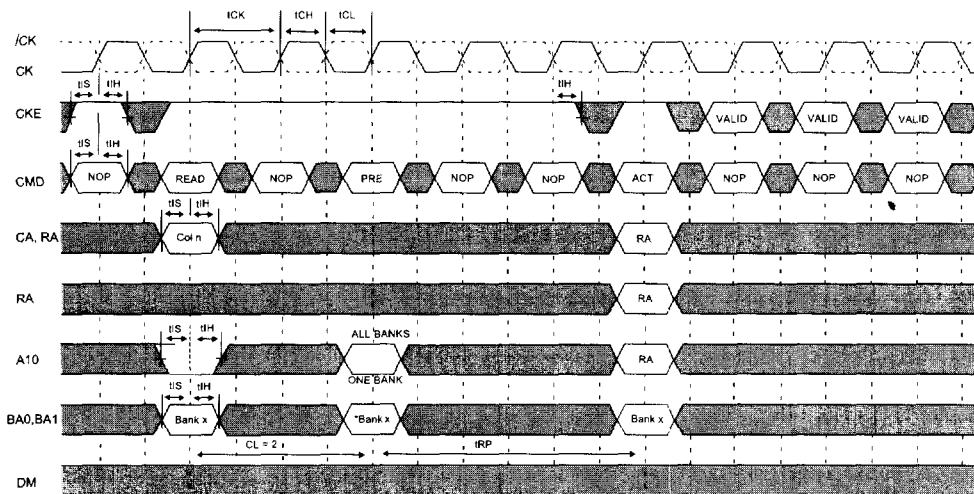 tCK tCH tCL
/CK
CK
tIS tIH tIH
CKE VALID VALID VALID
tIS tIH
CMD NOP READ NOP PRE NOP NOP ACT NOP NOP NOP
tIS tIH
CA, RA Col n RA
RA RA
tIS tIH ALL BANKS
A10 RA
tIS tIH ONE BANK
BA0,BA1 Bank x *Bank x Bank x
CL = 2 tRP
DM